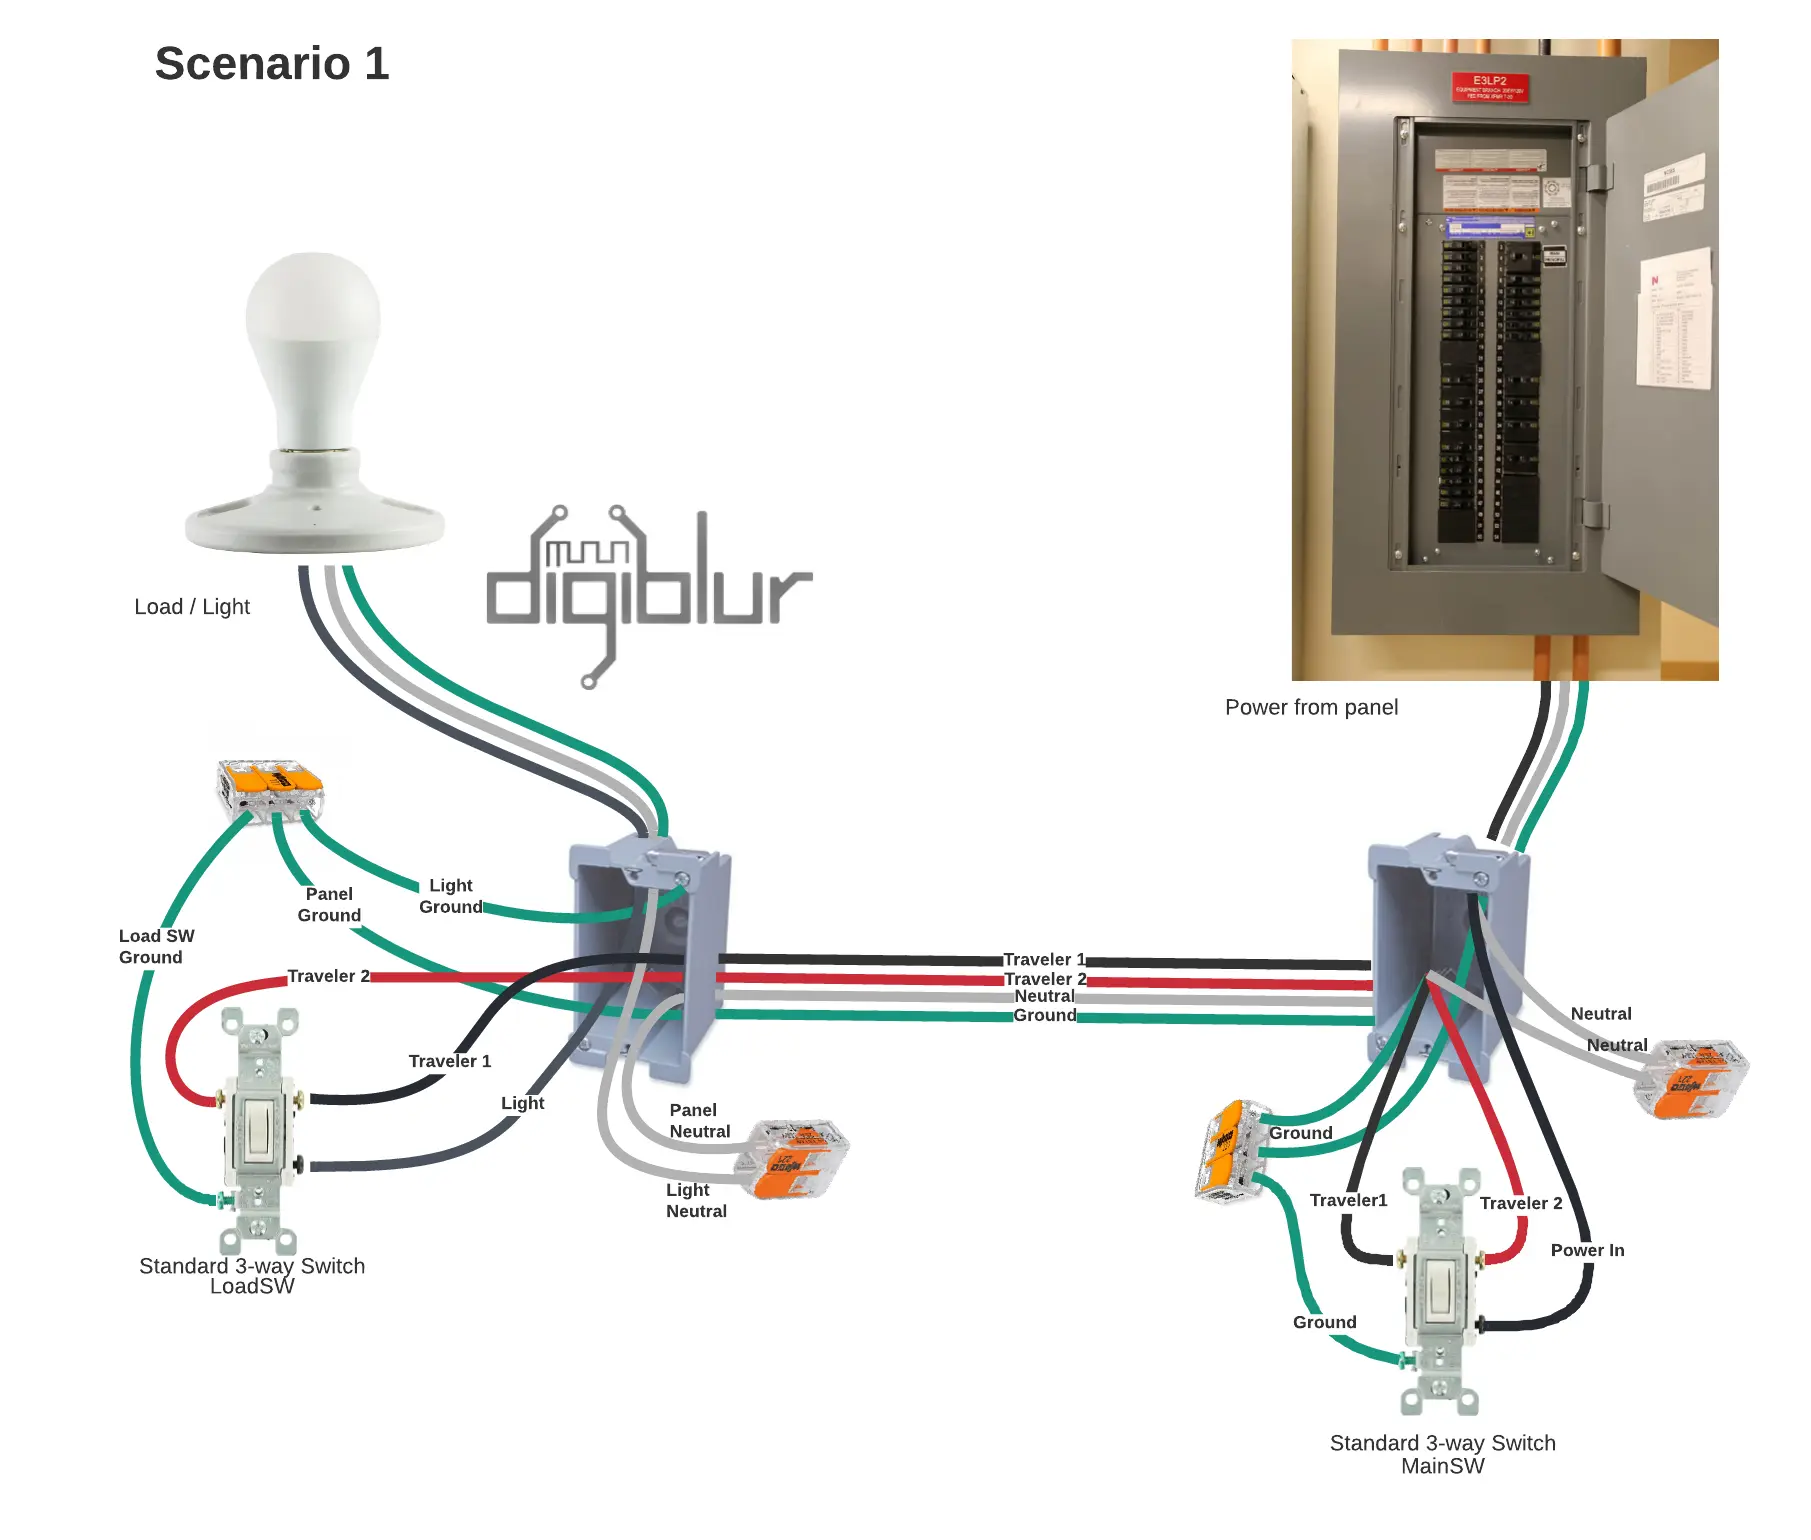 Scenario 1
E3LP2
digiblur
Load / Light
Power from panel
Light
Ground
Panel
Ground
Load SW
Ground
Traveler 2
Traveler 1
Traveler 2
Neutral
Ground
Neutral
Neutral
Traveler 1
Light
Panel
Neutral
Light
Neutral
Ground
Traveler1
Traveler 2
Power In
Ground
Standard 3-way Switch
LoadSW
Standard 3-way Switch
MainSW